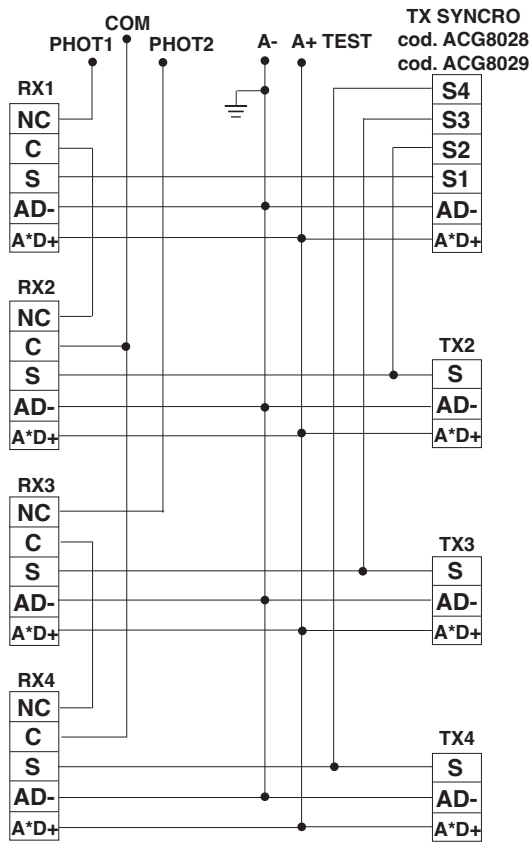 COM
PHOT1
PHOT2
A-
A+ TEST
TX SYNCRO
cod. ACG8028
cod. ACG8029
RX1
NC
C
S
AD-
A*D+
S4
S3
S2
S1
AD-
A*D+
RX2
NC
C
S
AD-
A*D+
TX2
S
AD-
A*D+
RX3
NC
C
S
AD-
A*D+
TX3
S
AD-
A*D+
RX4
NC
C
S
AD-
A*D+
TX4
S
AD-
A*D+